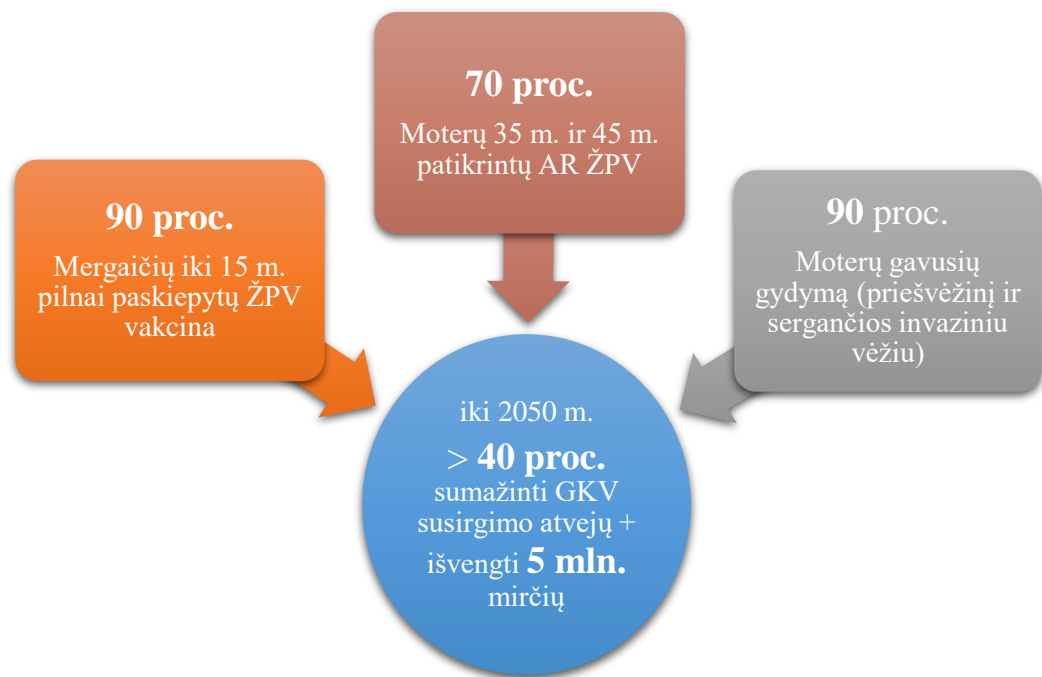 90 proc.
Mergaičių iki 15 m.
pilnai paskiepytų ŽPV
vakcina
70 proc.
Moterų 35 m. ir 45 m.
patikrintų AR ŽPV
90 proc.
Moterų gavusių
gydymą (priešvėžinį ir
sergančios invaziniu
vėžiu)
iki 2050 m.
> 40 proc.
sumažinti GKV
susirgimo atvejų +
išvengti 5 mln.
mirčių